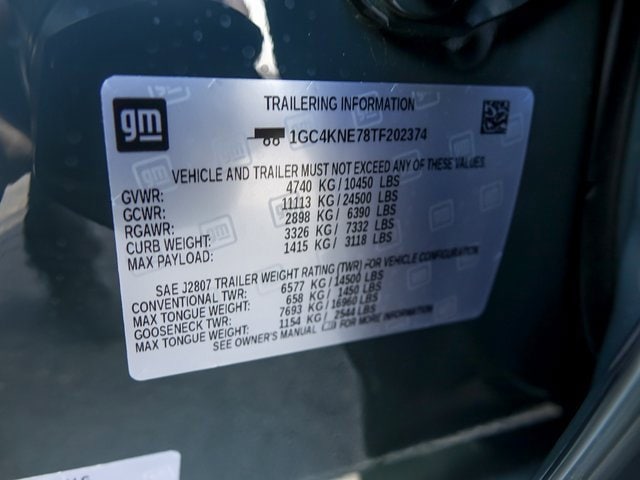 gm
TRAILERING INFORMATION
1GC4KNE78TF202374
VEHICLE AND TRAILER MUST NOT EXCEED ANY OF THESE VALUES
GVWR: 4740 KG / 10450 LBS
GCWR: 11113 KG / 24500 LBS
RGAWR: 2898 KG / 6390 LBS
CURB WEIGHT: 3326 KG / 7332 LBS
MAX PAYLOAD: 1415 KG / 3118 LBS
SAE J2807 TRAILER WEIGHT RATING (TWR) FOR VEHICLE CONFIGURATION
CONVENTIONAL TWR: 6577 KG / 14500 LBS
MAX TONGUE WEIGHT: 658 KG / 1450 LBS
GOOSENECK TWR: 7693 KG / 16960 LBS
MAX TONGUE WEIGHT: 1154 KG / 2544 LBS
SEE OWNER'S MANUAL FOR MORE INFORMATION